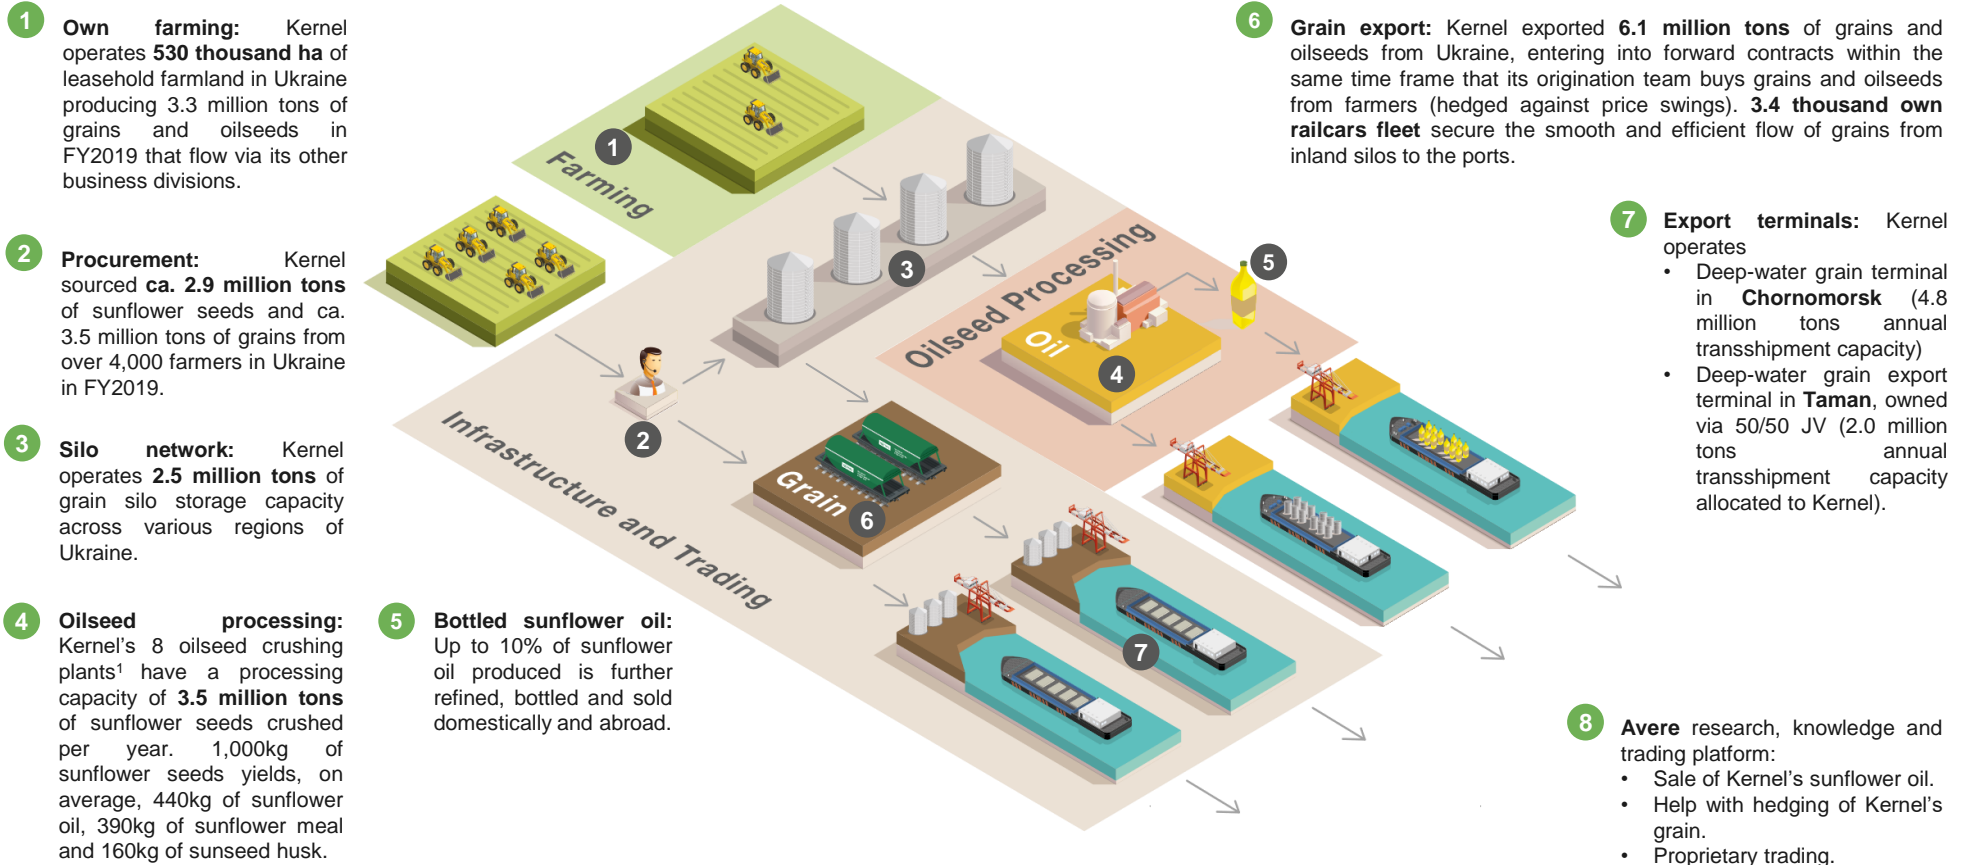 1
Own farming: Kernel
operates 530 thousand ha of
leasehold farmland in Ukraine
producing 3.3 million tons of
grains and oilseeds in
FY2019 that flow via its other
business divisions.
2
Procurement: Kernel
sourced ca. 2.9 million tons
of sunflower seeds and ca.
3.5 million tons of grains from
over 4,000 farmers in Ukraine
in FY2019.
3
Silo network: Kernel
operates 2.5 million tons of
grain silo storage capacity
across various regions of
Ukraine.
4
Oilseed processing:
Kernel's 8 oilseed crushing
plants¹ have a processing
capacity of 3.5 million tons
of sunflower seeds crushed
per year. 1,000kg of
sunflower seeds yields, on
average, 440kg of sunflower
oil, 390kg of sunflower meal
and 160kg of sunseed husk.
5
Bottled sunflower oil:
Up to 10% of sunflower
oil produced is further
refined, bottled and sold
domestically and abroad.
1
Farming
3
2
Infrastructure and Trading
Oilseed Processing
Oil
4
5
Grain
6
7
6
Grain export: Kernel exported 6.1 million tons of grains and
oilseeds from Ukraine, entering into forward contracts within the
same time frame that its origination team buys grains and oilseeds
from farmers (hedged against price swings). 3.4 thousand own
railcars fleet secure the smooth and efficient flow of grains from
inland silos to the ports.
7
Export terminals: Kernel
operates
• Deep-water grain terminal
in Chornomorsk (4.8
million tons annual
transshipment capacity)
• Deep-water grain export
terminal in Taman, owned
via 50/50 JV (2.0 million
tons annual
transshipment capacity
allocated to Kernel).
8
Avere research, knowledge and
trading platform:
• Sale of Kernel's sunflower oil.
• Help with hedging of Kernel's
grain.
• Proprietary trading.